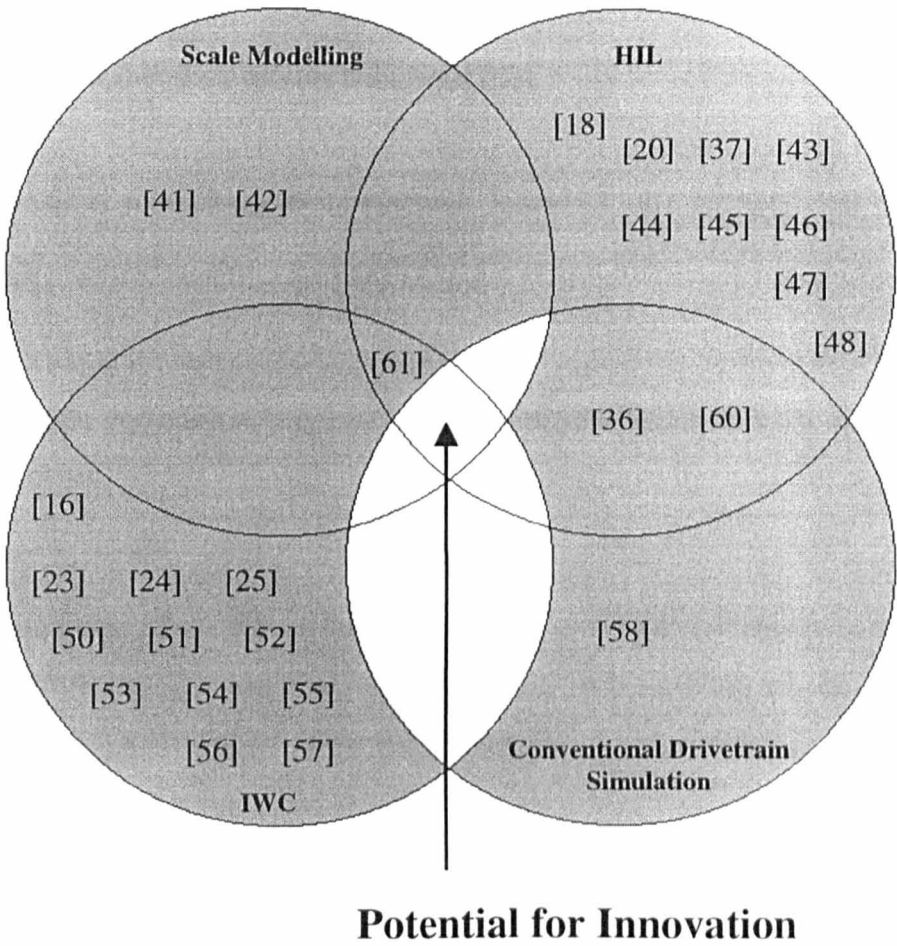 Scale Modelling
HIL
[18]
[20] [37] [43]
[41] [42]
[44] [45] [46]
[47]
[48]
[61]
[36] [60]
[16]
[23] [24] [25]
[50] [51] [52]
[58]
[53] [54] [55]
[56] [57]
Conventional Drivetrain
Simulation
IWC
Potential for Innovation